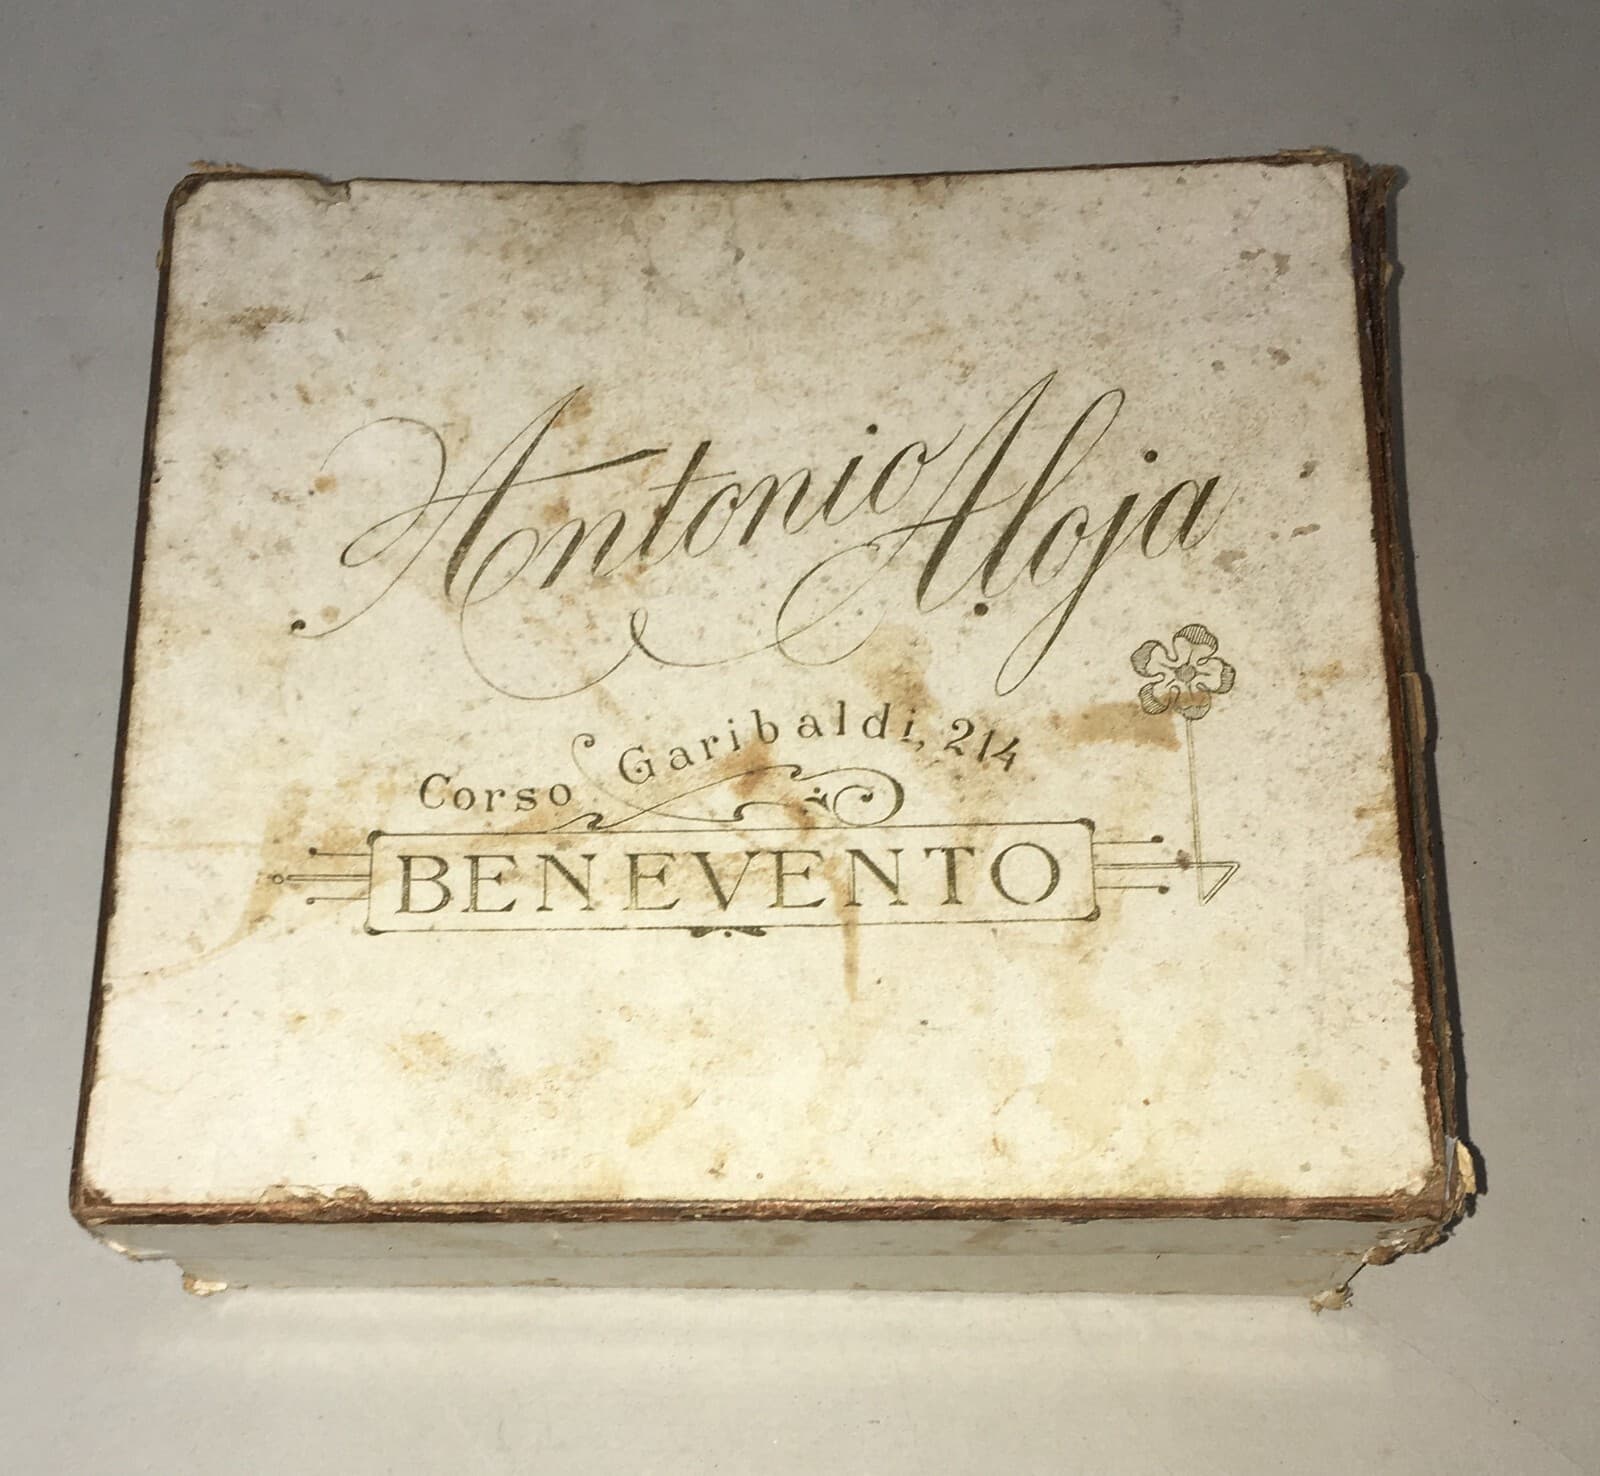 Antonio Aloja
Corso Garibaldi, 214
BENEVENTO